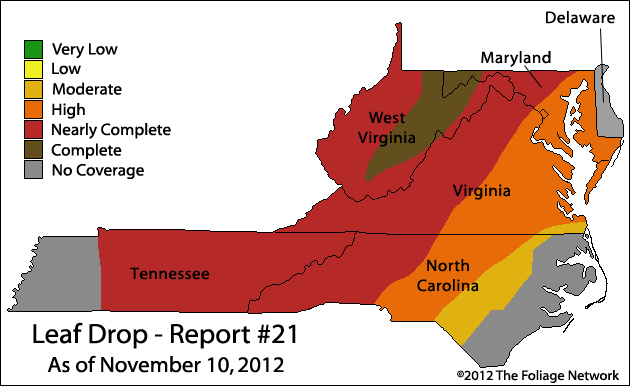 Delaware
Maryland
Very Low
Low
Moderate
High
Nearly Complete
Complete
No Coverage
West
Virginia
Virginia
Tennessee
North
Carolina
Leaf Drop - Report #21
As of November 10, 2012
©2012 The Foliage Network